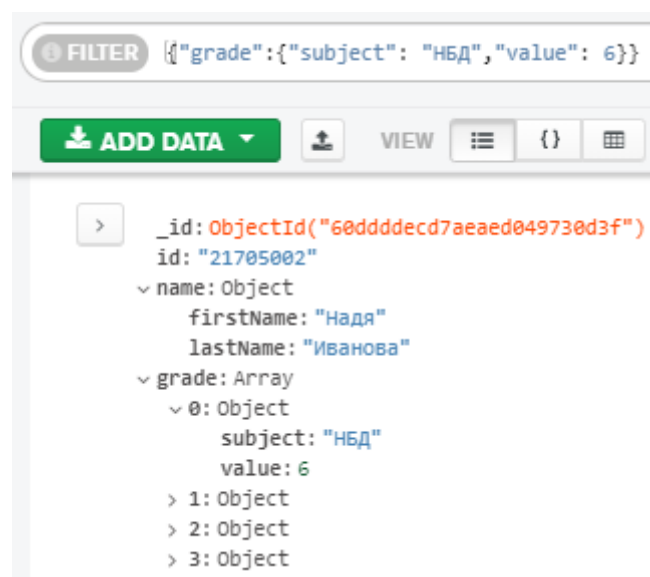 FILTER {"grade":{"subject": "НБД","value": 6}}
ADD DATA VIEW {}
_id: ObjectId("60ddddecd7aeaed049730d3f")
id: "21705002"
name: Object
firstName: "Надя"
lastName: "Иванова"
grade: Array
0: Object
subject: "НБД"
value: 6
1: Object
2: Object
3: Object